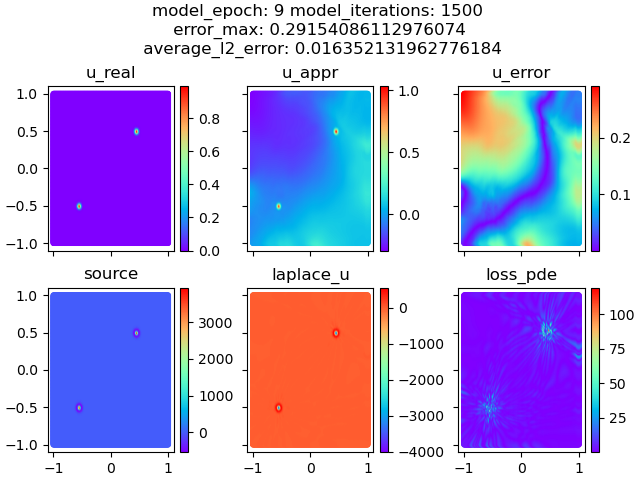 model_epoch: 9 model_iterations: 1500
error_max: 0.29154086112976074
average_l2_error: 0.016352131962776184
u_real
u_appr
u_error
1.0
0.5
0.0
−0.5
−1.0
0.8
0.6
0.4
0.2
0.0
1.0
0.5
0.0
0.2
0.1
source
laplace_u
loss_pde
1.0
0.5
0.0
−0.5
−1.0
3000
2000
1000
0
0
−1000
−2000
−3000
−4000
100
75
50
25
−1 0 1
−1 0 1
−1 0 1